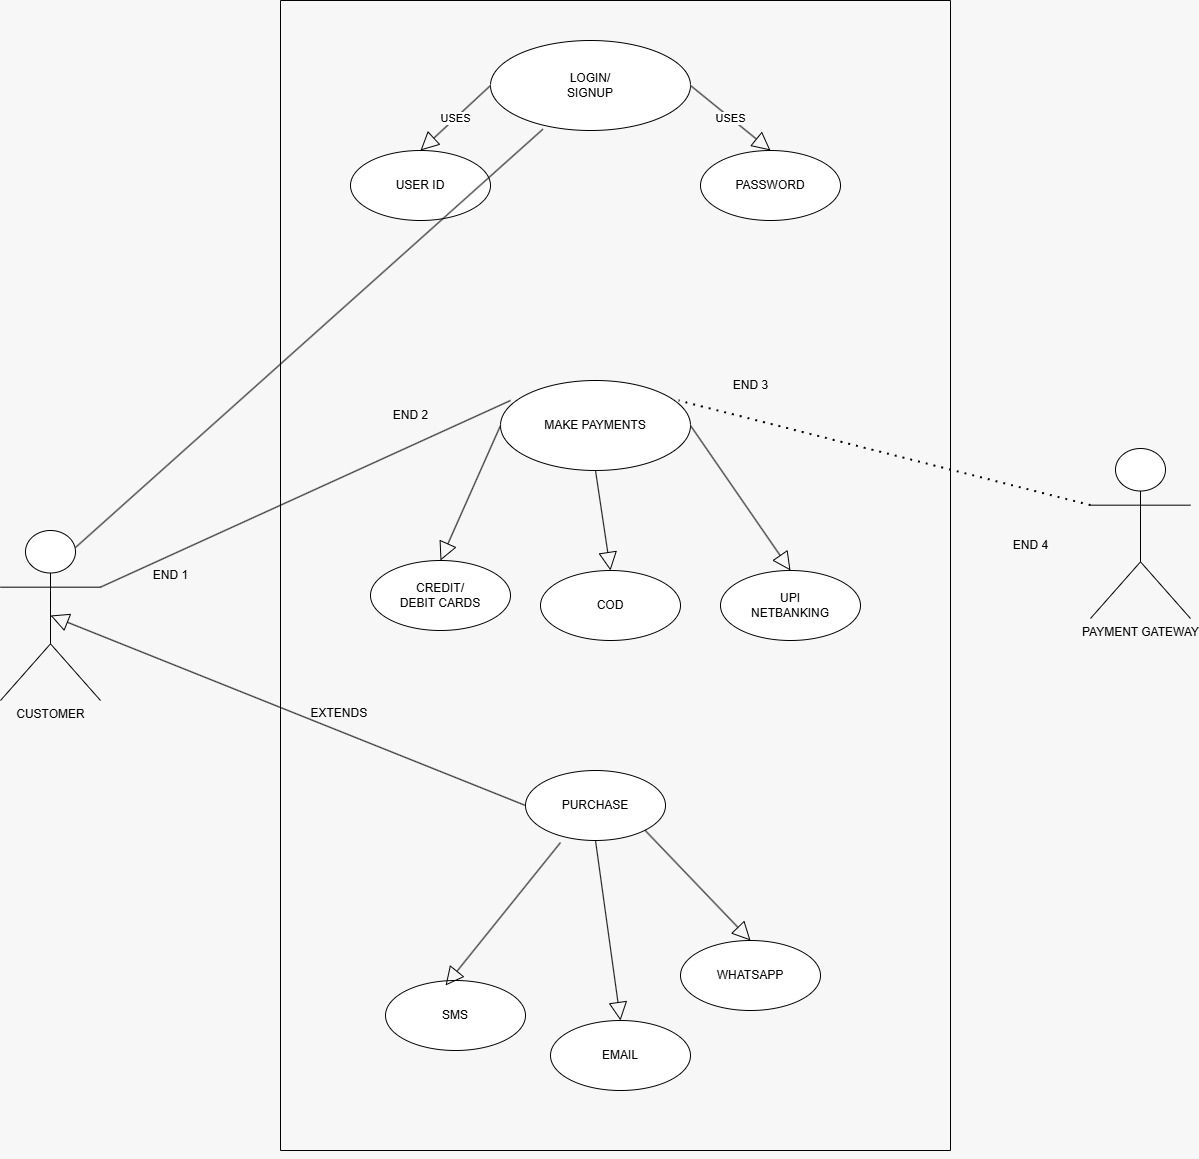 LOGIN/
SIGNUP
USES
USES
USER ID
PASSWORD
END 3
END 2
MAKE PAYMENTS
END 4
END 1
CREDIT/
DEBIT CARDS
COD
UPI
NETBANKING
PAYMENT GATEWAY
CUSTOMER
EXTENDS
PURCHASE
WHATSAPP
SMS
EMAIL